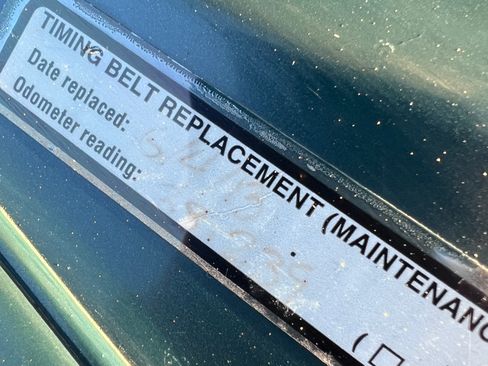 TIMING BELT REPLACEMENT (MAINTENANC
Date replaced:
Odometer reading:
( □